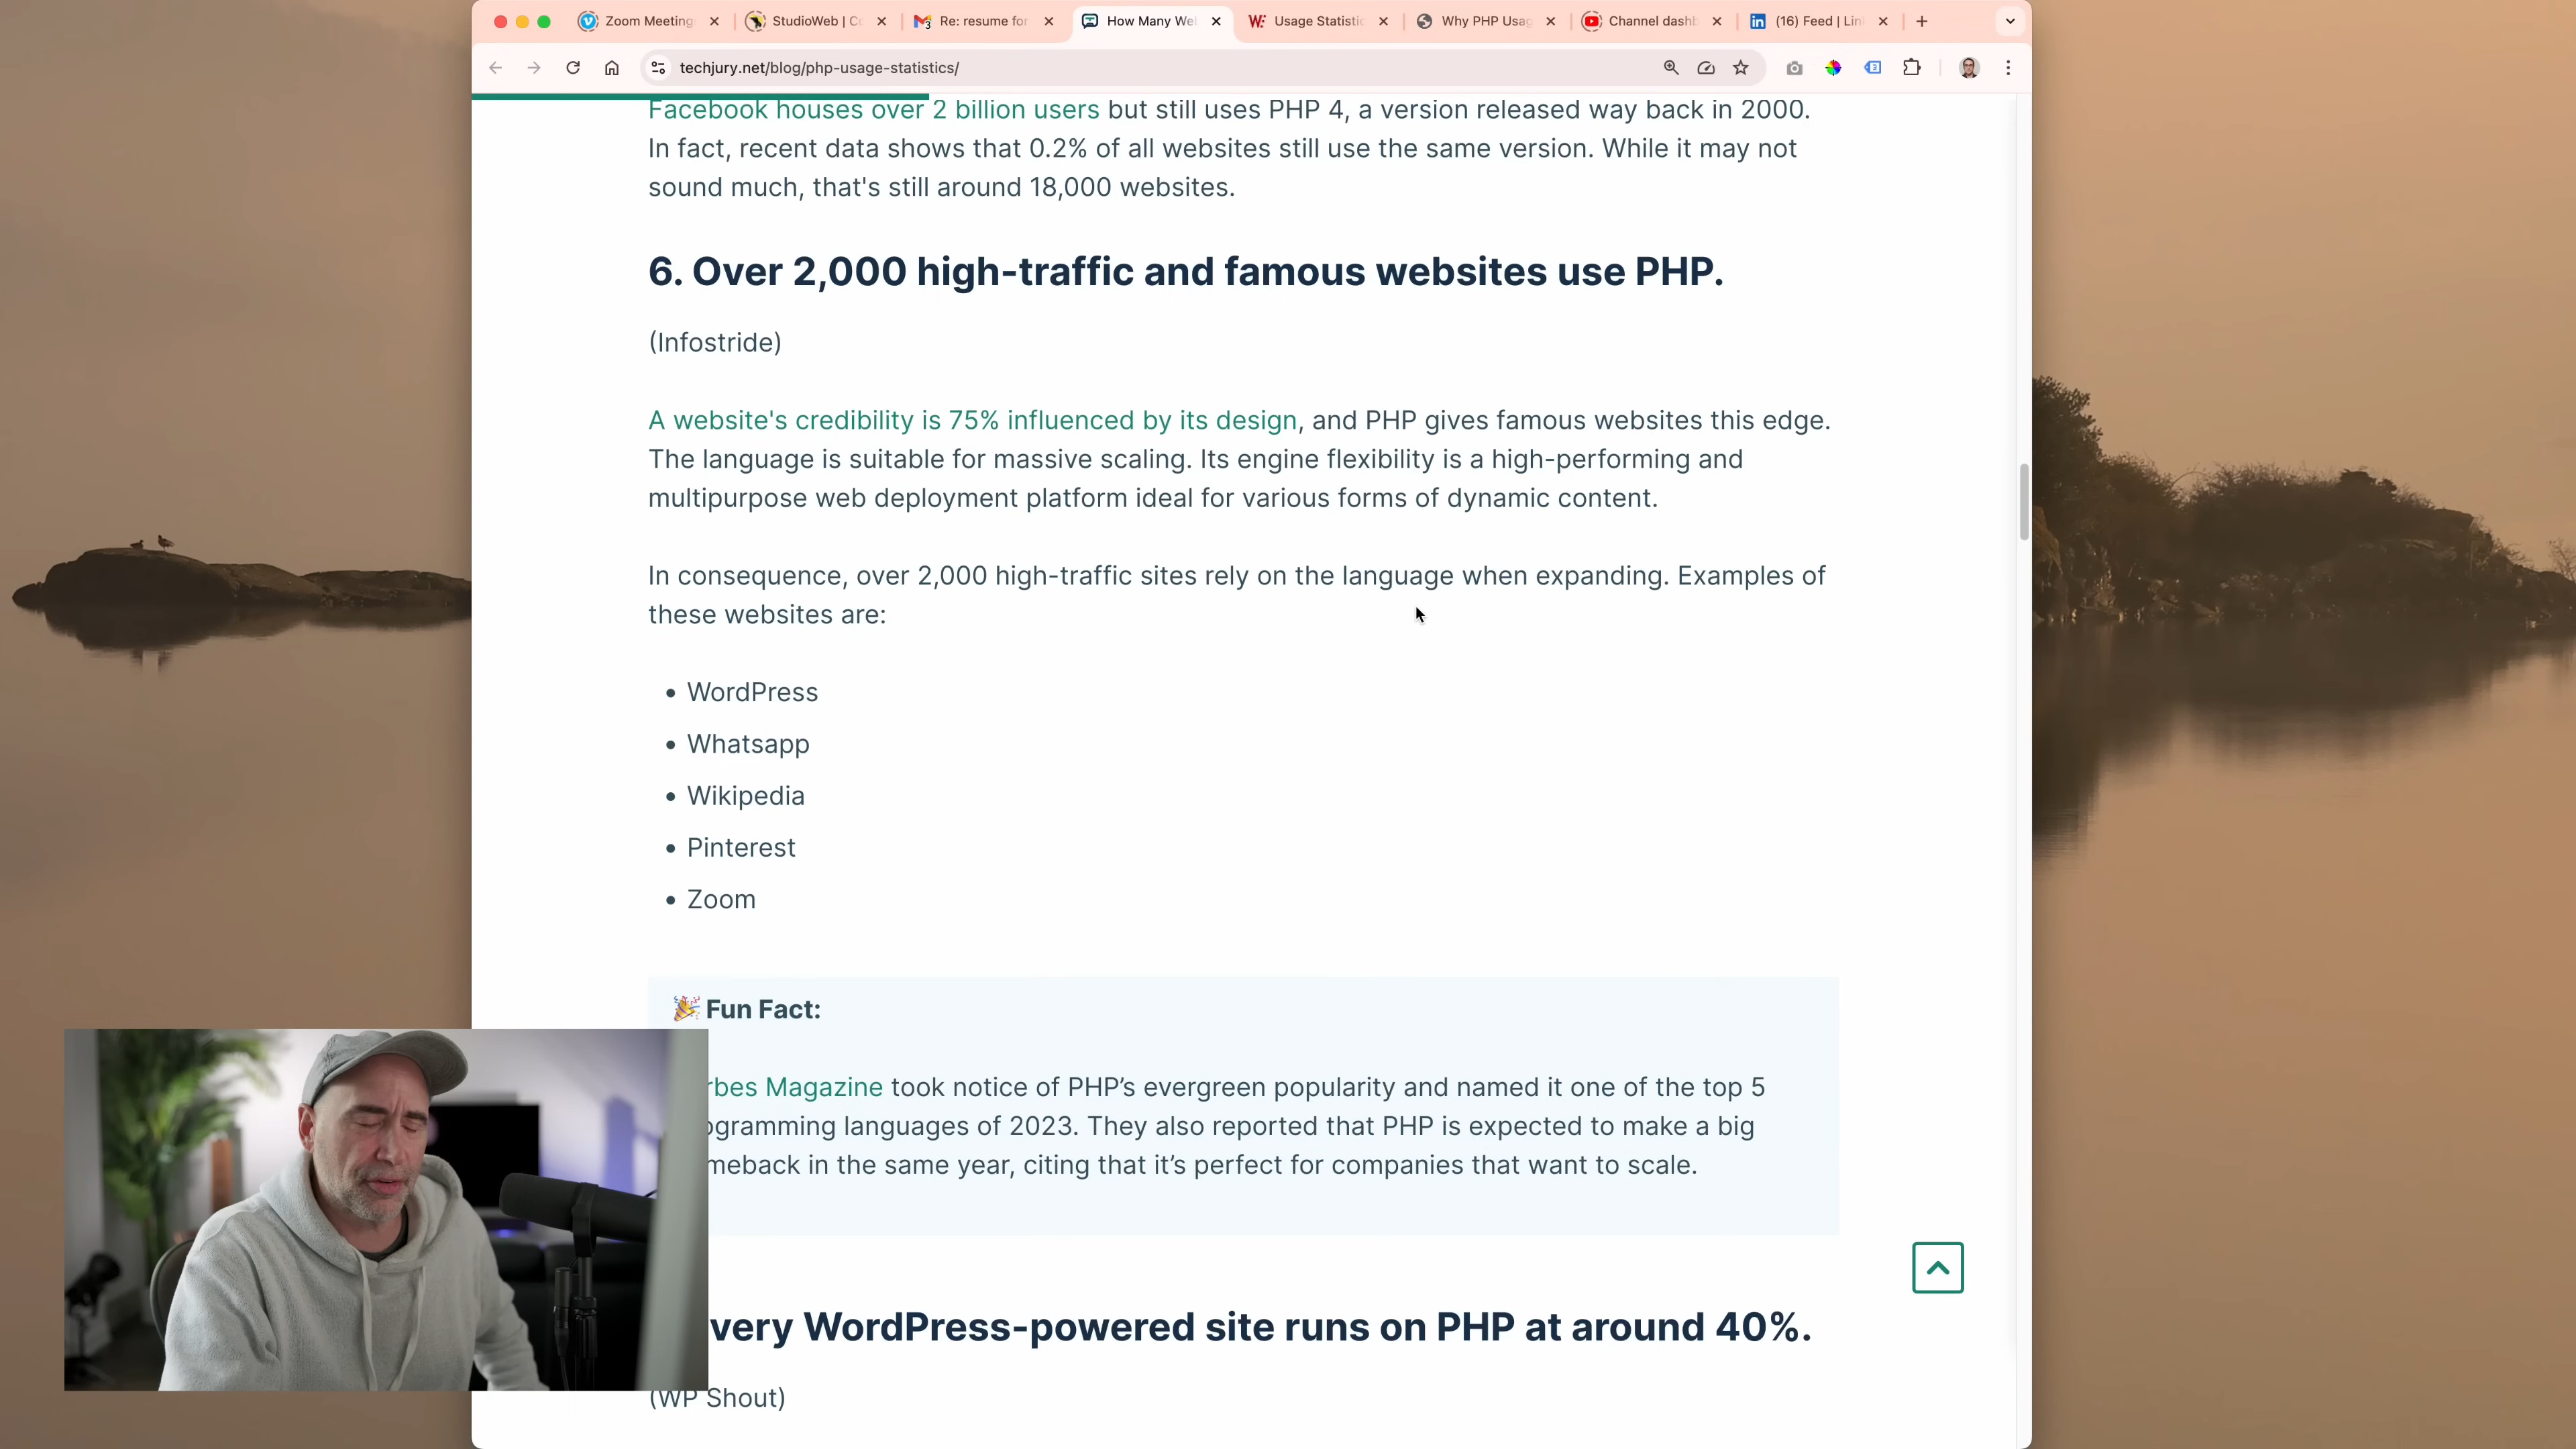 Zoom Meeting
StudioWeb | Co
Re: resume for
How Many We
Usage Statistic
Why PHP Usag
Channel dashb
(16) Feed | Lin
techjury.net/blog/php-usage-statistics/
Facebook houses over 2 billion users but still uses PHP 4, a version released way back in 2000.
In fact, recent data shows that 0.2% of all websites still use the same version. While it may not
sound much, that's still around 18,000 websites.
6. Over 2,000 high-traffic and famous websites use PHP.
(Infostride)
A website's credibility is 75% influenced by its design, and PHP gives famous websites this edge.
The language is suitable for massive scaling. Its engine flexibility is a high-performing and
multipurpose web deployment platform ideal for various forms of dynamic content.
In consequence, over 2,000 high-traffic sites rely on the language when expanding. Examples of
these websites are:
• WordPress
• Whatsapp
• Wikipedia
• Pinterest
• Zoom
Fun Fact:
rbes Magazine took notice of PHP’s evergreen popularity and named it one of the top 5
ogramming languages of 2023. They also reported that PHP is expected to make a big
meback in the same year, citing that it’s perfect for companies that want to scale.
very WordPress-powered site runs on PHP at around 40%.
(WP Shout)